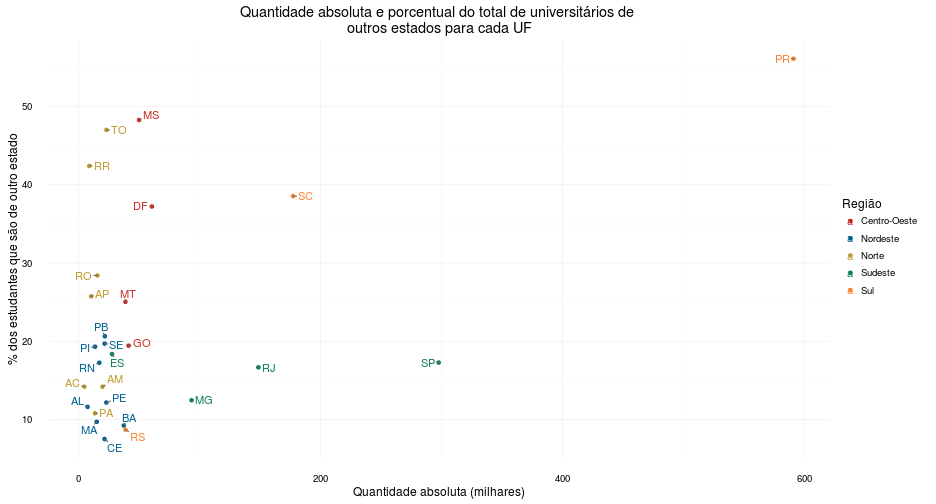 Quantidade absoluta e porcentual do total de universitários de
outros estados para cada UF
PR
MS
TO
RR
SC
DF
RO
AP
MT
PB
PI
SE
GO
ES
RN
SP
RJ
AC
AM
AL
PE
MG
PA
MA
BA
RS
CE
50
40
30
20
10
0
200
400
600
% dos estudantes que são de outro estado
Quantidade absoluta (milhares)
Região
a Centro-Oeste
a Nordeste
a Norte
a Sudeste
a Sul